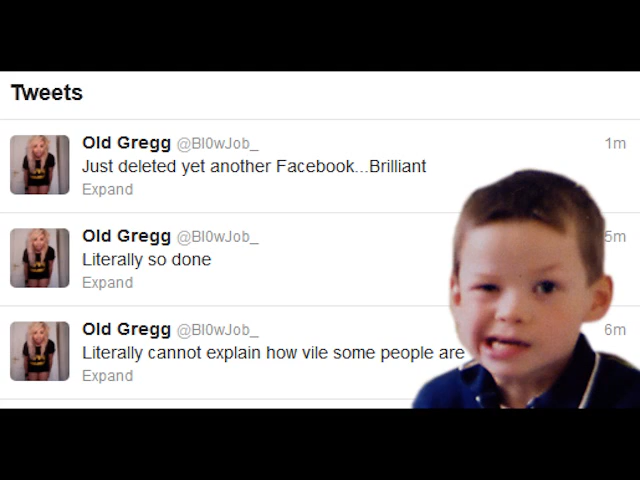 Tweets
Old Gregg @Bl0wJob_ 1m
Just deleted yet another Facebook...Brilliant
Expand
Old Gregg @Bl0wJob_ 5m
Literally so done
Expand
Old Gregg @Bl0wJob_ 6m
Literally cannot explain how vile some people are
Expand